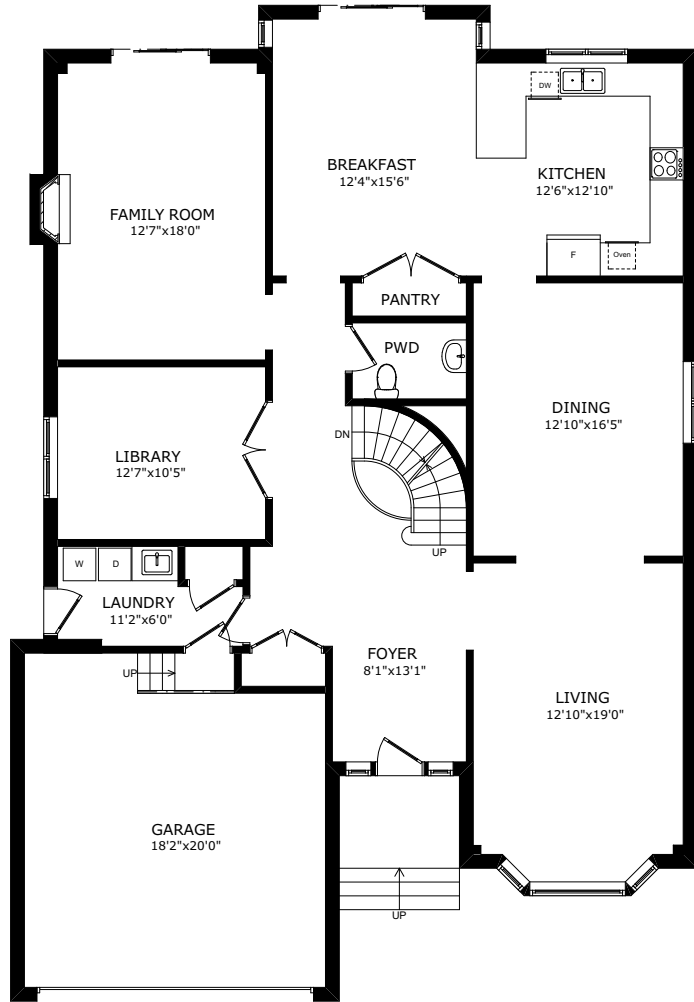 DW
BREAKFAST
12'4"x15'6"
KITCHEN
12'6"x12'10"
FAMILY ROOM
12'7"x18'0"
F
Oven
PANTRY
PWD
DINING
12'10"x16'5"
DN
LIBRARY
12'7"x10'5"
UP
W
D
LAUNDRY
11'2"x6'0"
FOYER
8'1"x13'1"
UP
LIVING
12'10"x19'0"
GARAGE
18'2"x20'0"
UP